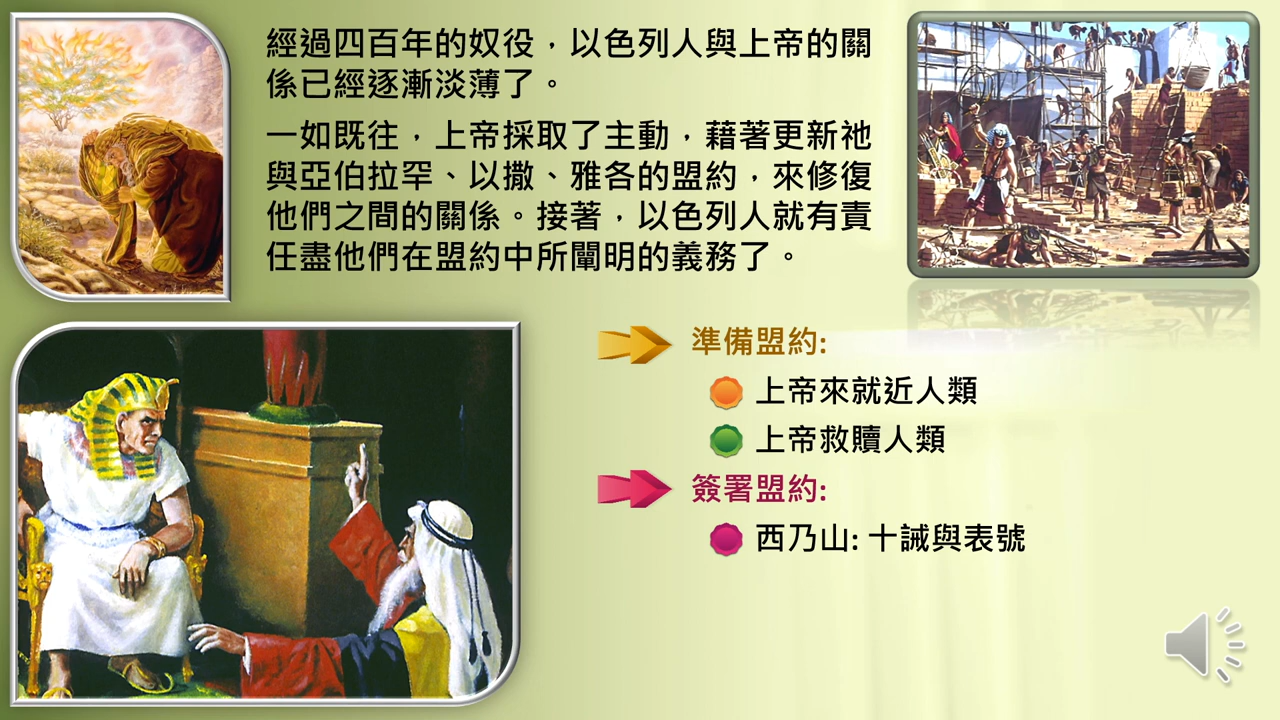 經過四百年的奴役，以色列人與上帝的關
係已經逐漸淡薄了。
一如既往，上帝採取了主動，藉著更新祂
與亞伯拉罕、以撒、雅各的盟約，來修復
他們之間的關係。接著，以色列人就有責
任盡他們在盟約中所闡明的義務了。
準備盟約:
上帝來就近人類
上帝救贖人類
簽署盟約:
西乃山: 十誡與表號